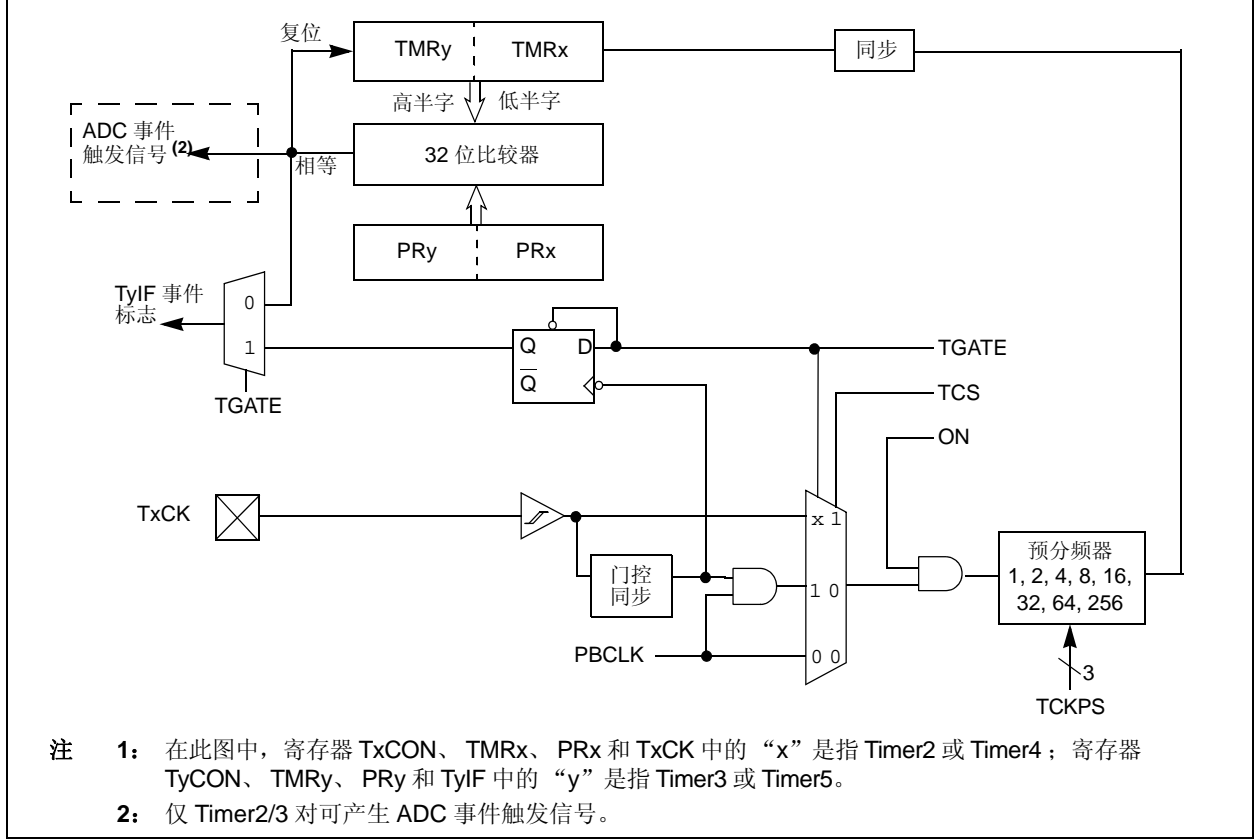 复位
TMRy
TMRx
同步
高半字
低半字
ADC 事件
触发信号(2)
相等
32 位比较器
PRy
PRx
TyIF 事件
标志
0
1
TGATE
Q
D
Q
TGATE
TCS
ON
TxCK
x 1
门控
同步
1 0
预分频器
1, 2, 4, 8, 16,
32, 64, 256
PBCLK
0 0
3
TCKPS
注 1： 在此图中，寄存器 TxCON、 TMRx、 PRx 和 TxCK 中的 “x”是指 Timer2 或 Timer4 ；寄存器
TyCON、 TMRy、 PRy 和 TyIF 中的 “y”是指 Timer3 或 Timer5。
2： 仅 Timer2/3 对可产生 ADC 事件触发信号。